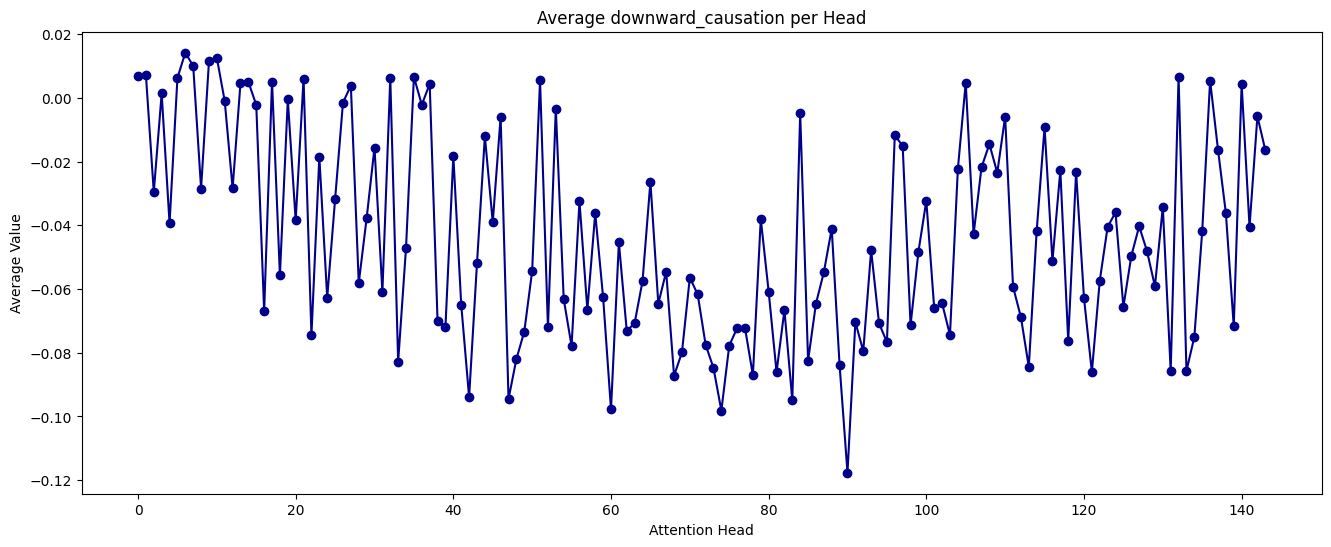 Average downward_causation per Head
Average Value
0.02
0.00
−0.02
−0.04
−0.06
−0.08
−0.10
−0.12
0 20 40 60 80 100 120 140
Attention Head